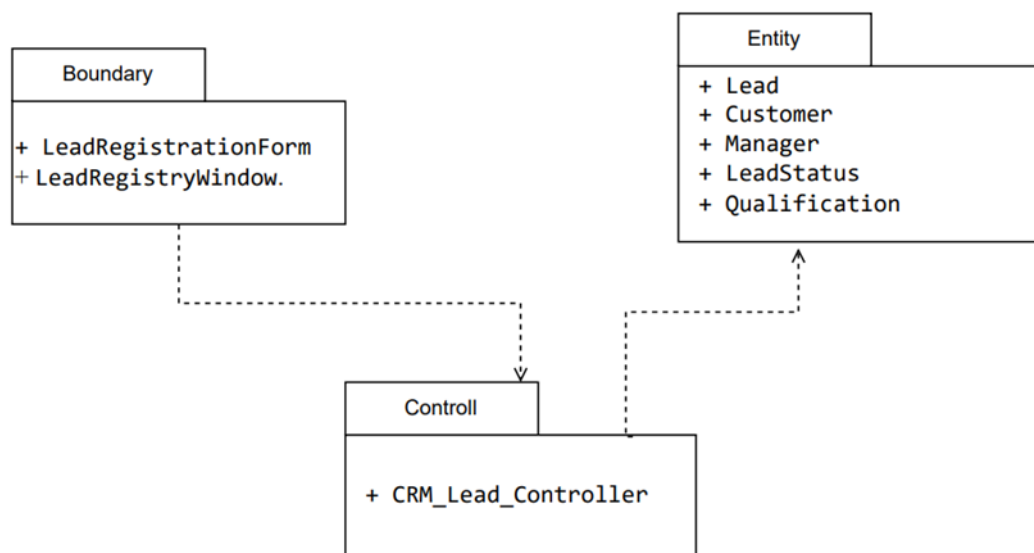 Boundary
+ LeadRegistrationForm
+ LeadRegistryWindow.
Entity
+ Lead
+ Customer
+ Manager
+ LeadStatus
+ Qualification
Controll
+ CRM_Lead_Controller